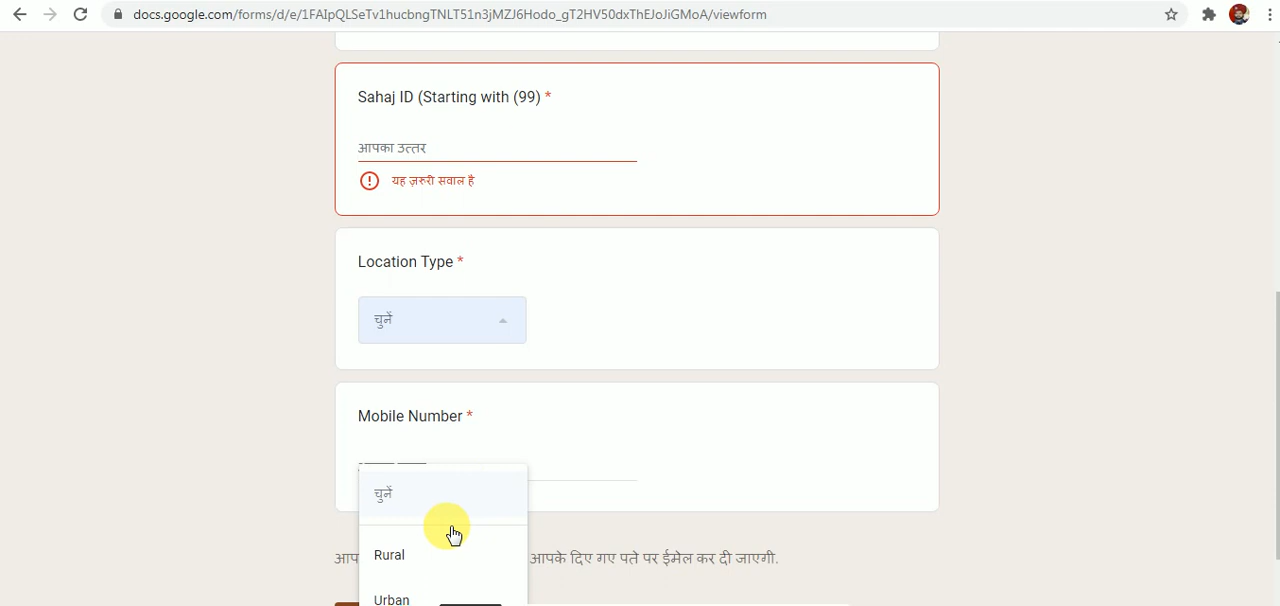 docs.google.com/forms/d/e/1FAIpQLSeTv1hucbngTNLT51n3jMZJ6Hodo_gT2HV50dxThEJoJiGMoA/viewform
Sahaj ID (Starting with (99) *
आपका उत्तर
यह ज़रूरी सवाल है
Location Type *
चुनें
Mobile Number *
चुनें
आप
आपके दिए गए पते पर ईमेल कर दी जाएगी.
Rural
Urban